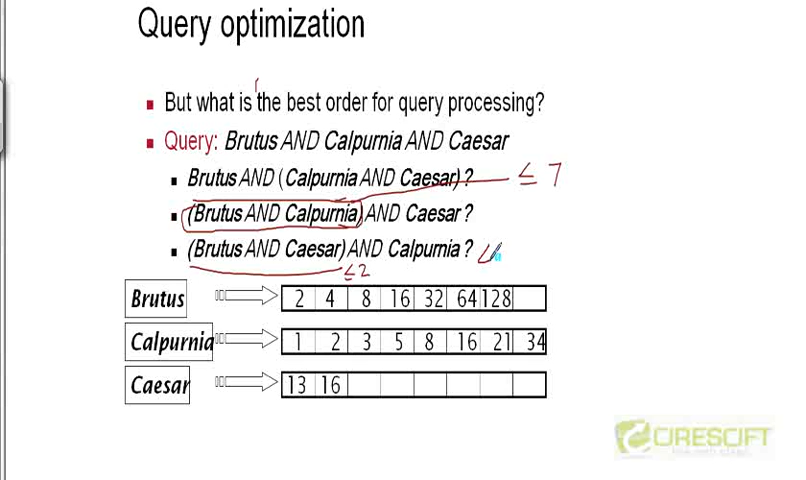 Query optimization
But what is the best order for query processing?
Query: Brutus AND Calpurnia AND Caesar
Brutus AND (Calpurnia AND Caesar)? ≤ 7
(Brutus AND Calpurnia) AND Caesar?
(Brutus AND Caesar) AND Calpurnia?
≤2
Brutus 2 4 8 16 32 64 128
Calpurnia 1 2 3 5 8 16 21 34
Caesar 13 16